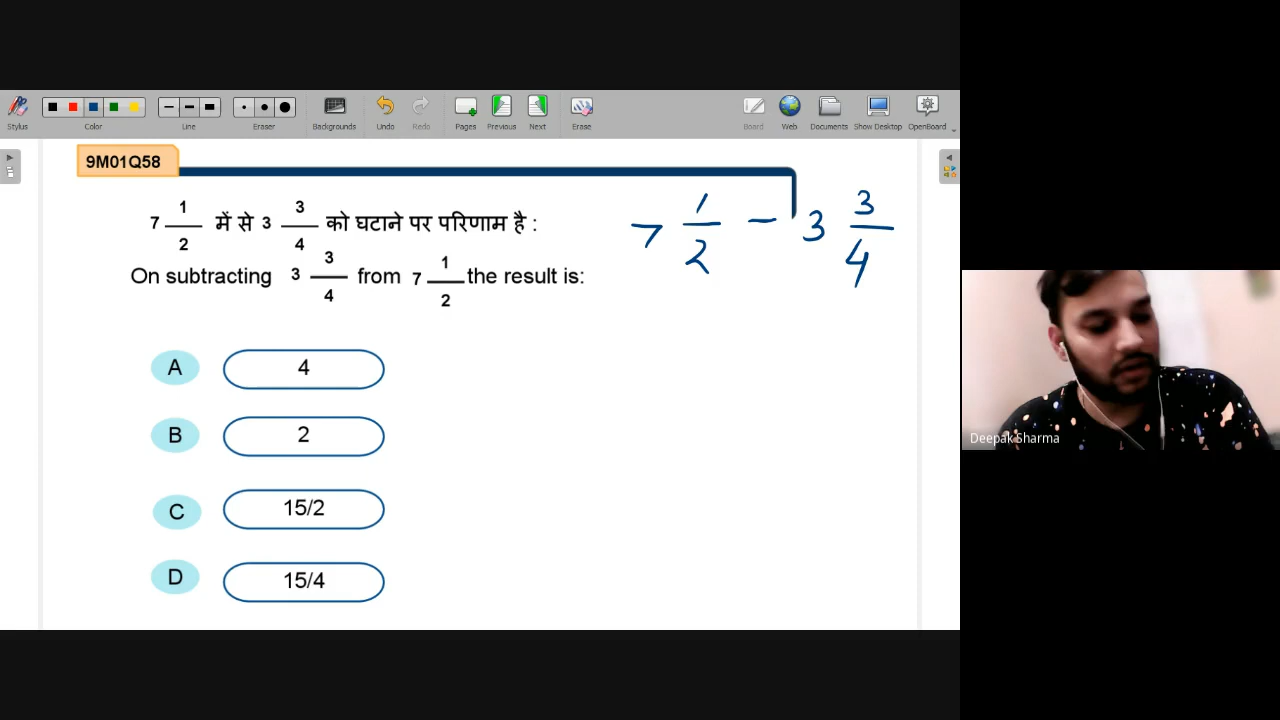 Stylus Color Line Eraser Backgrounds Undo Redo Pages Previous Next Erase Board Web Documents Show Desktop OpenBoard
9M01Q58
7 1/2 में से 3 3/4 को घटाने पर परिणाम है :
7 1/2 - 3 3/4
On subtracting 3 3/4 from 7 1/2 the result is:
A 4
B 2
C 15/2
D 15/4
Deepak Sharma